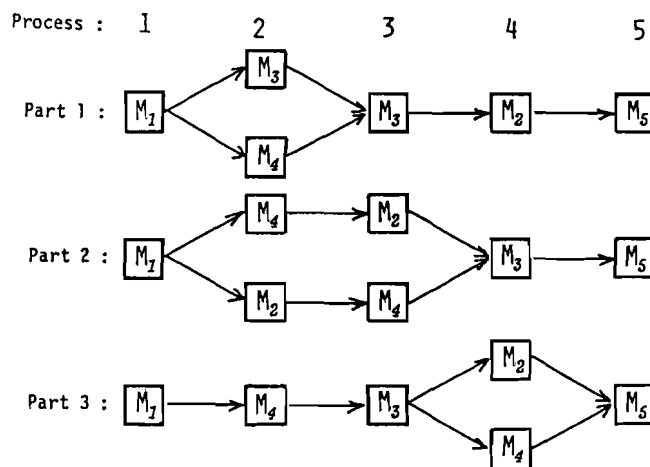 Process : 1 2 3 4 5
M3
Part 1 : M1 M3 M2 M5
M4
M4 M2
Part 2 : M1 M3 M5
M2 M4
M2
Part 3 : M1 M4 M3 M5
M4